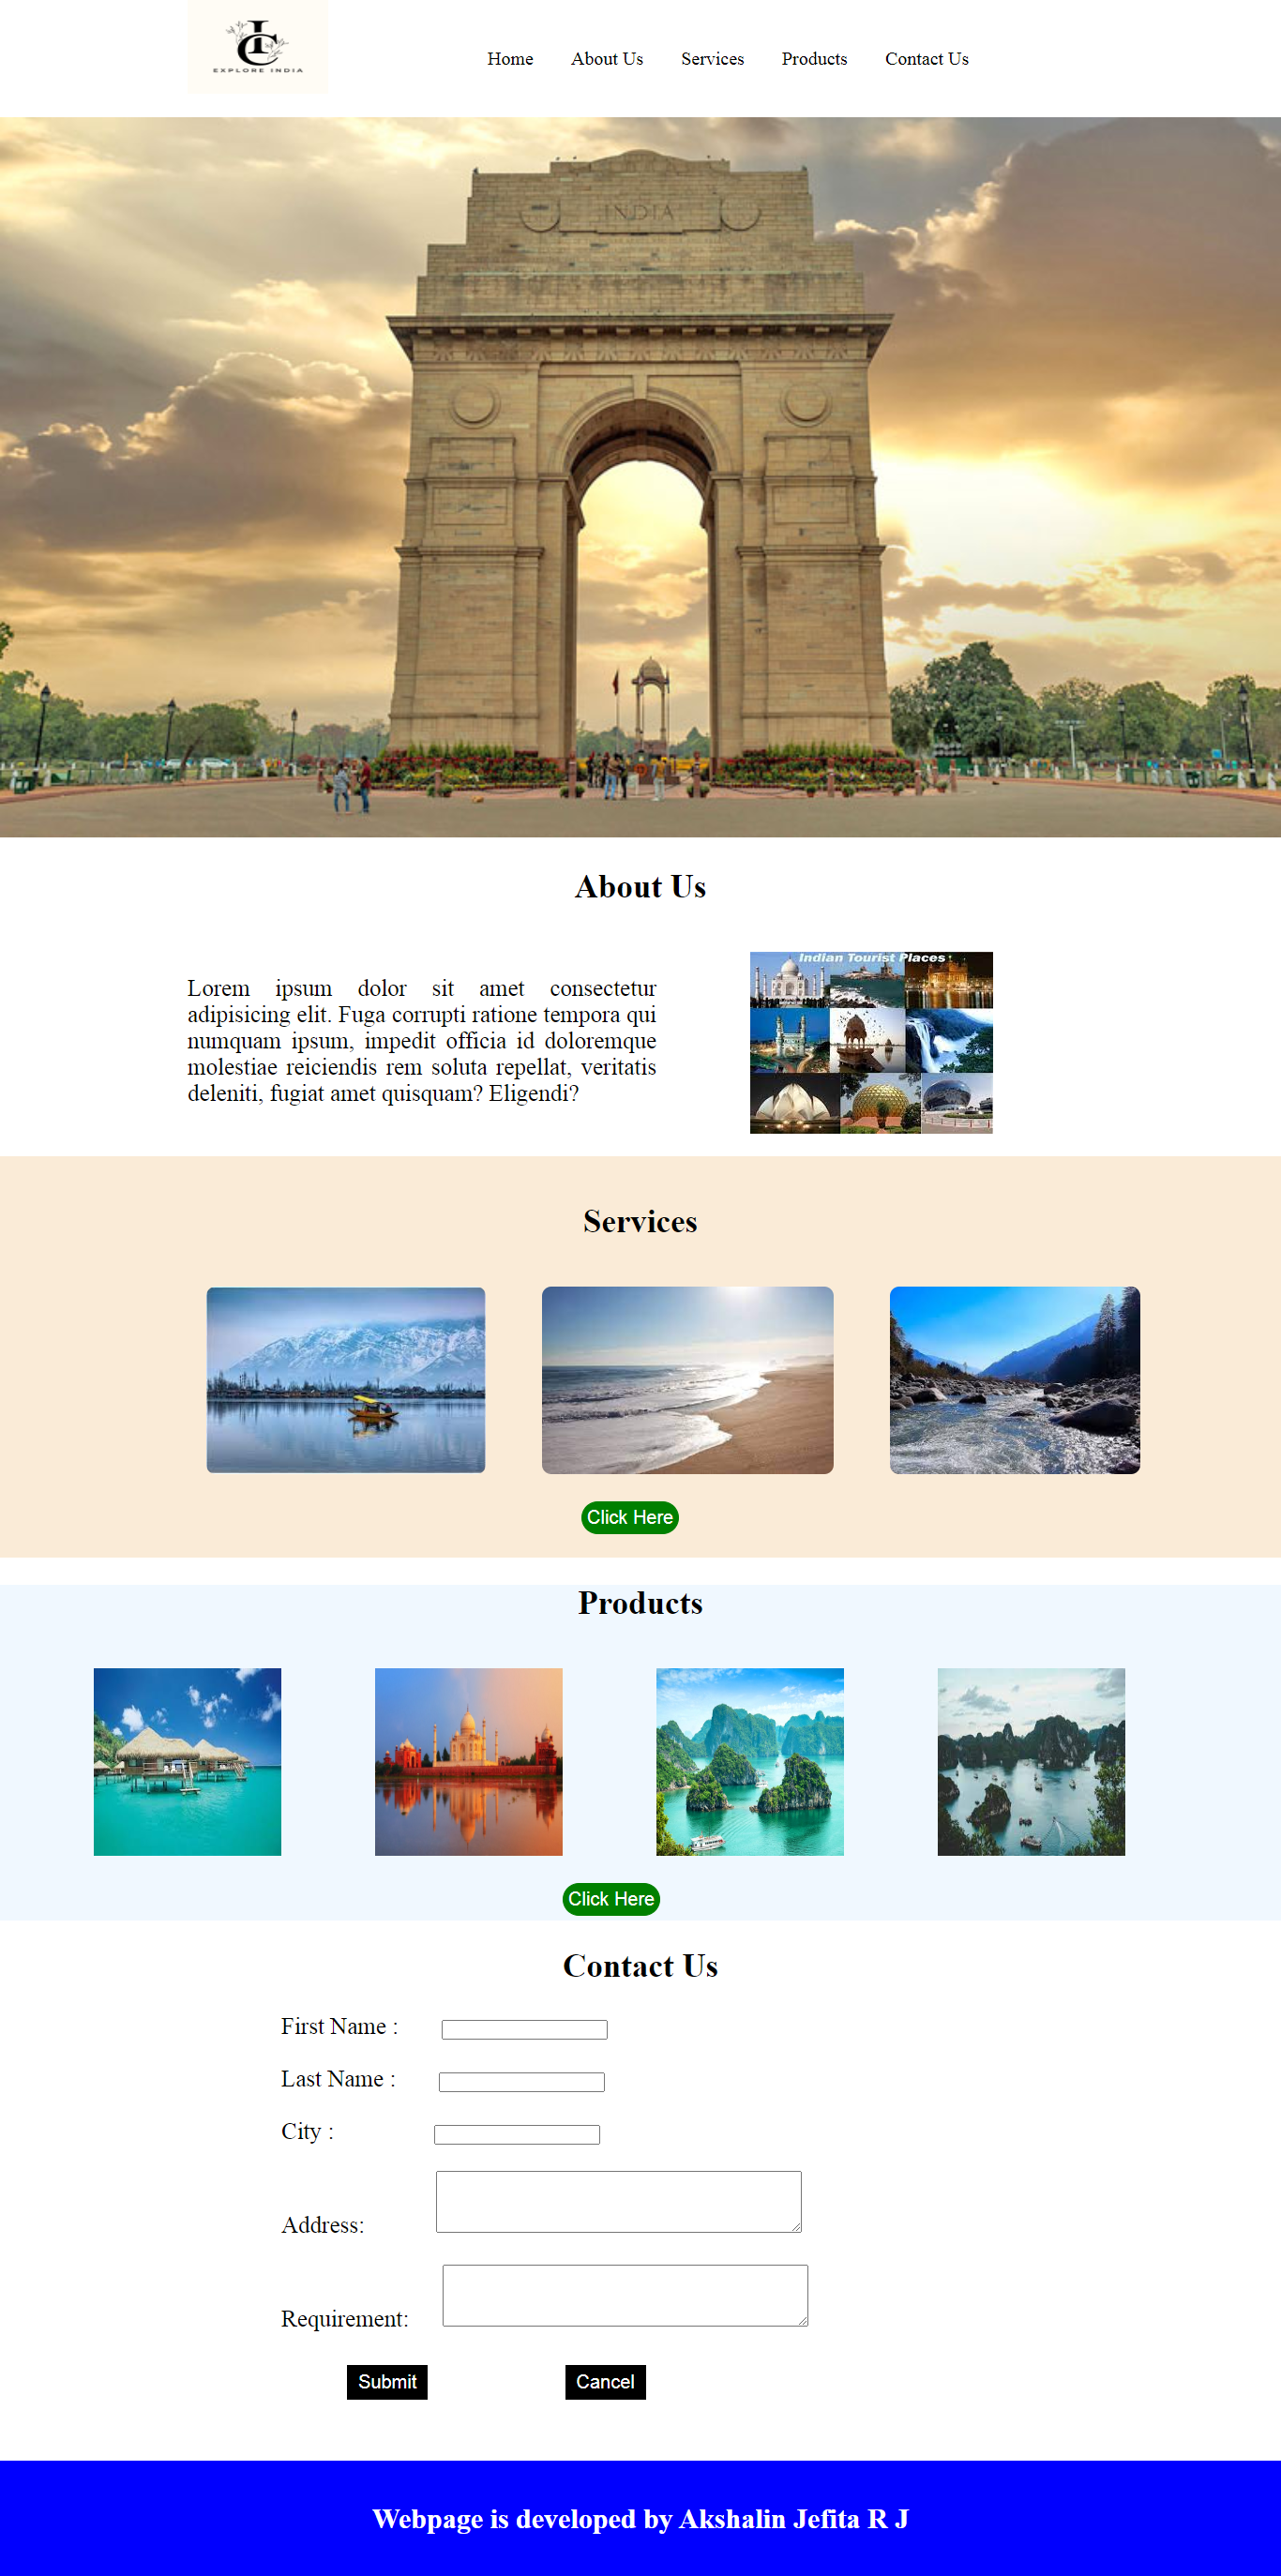 IC
EXPLORE INDIA
Home About Us Services Products Contact Us
INDIA
About Us
Lorem ipsum dolor sit amet consectetur
adipisicing elit. Fuga corrupti ratione tempora qui
numquam ipsum, impedit officia id doloremque
molestiae reiciendis rem soluta repellat, veritatis
deleniti, fugiat amet quisquam? Eligendi?
Indian Tourist Places
Services
Click Here
Products
Click Here
Contact Us
First Name :
Last Name :
City :
Address:
Requirement:
Submit Cancel
Webpage is developed by Akshalin Jefita R J